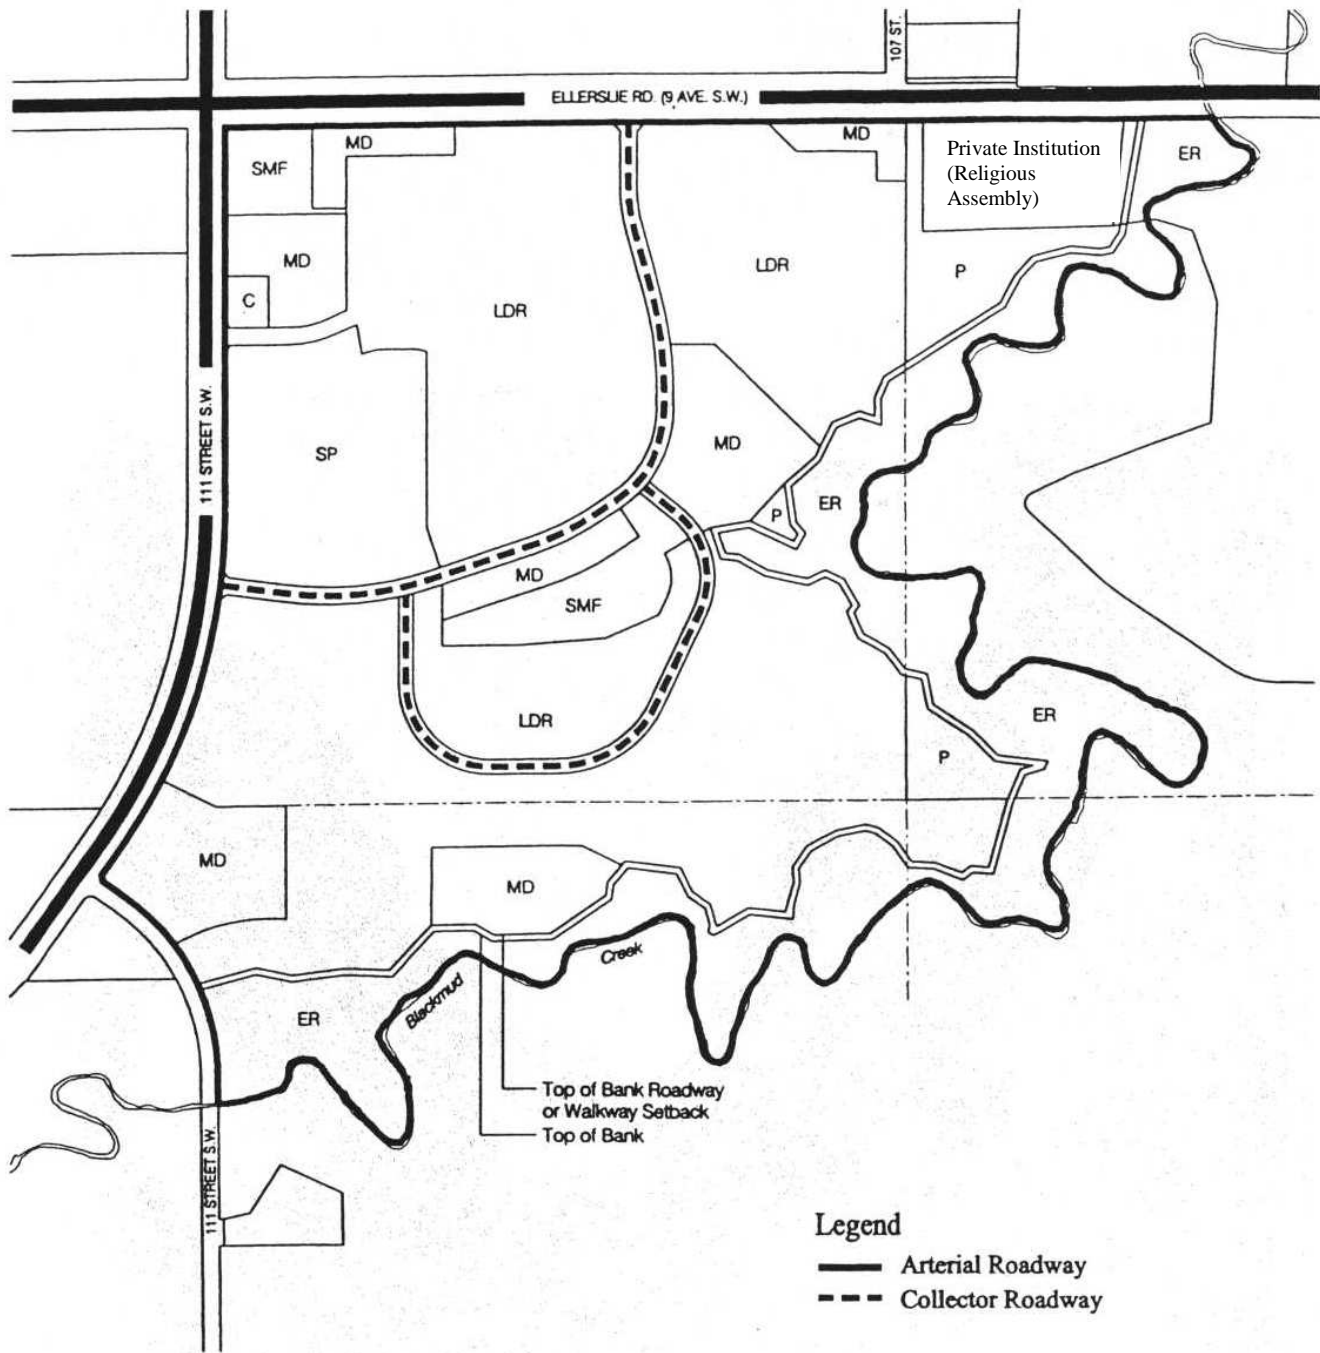 107 ST.
ELLERSLIE RD. (9 AVE. S.W.)
MD
MD
Private Institution
(Religious
Assembly)
ER
SMF
MD
LDR
P
C
LDR
111 STREET S.W.
MD
SP
P
ER
MD
SMF
ER
LDR
P
MD
MD
Creek
Blackmud
ER
Top of Bank Roadway
or Walkway Setback
Top of Bank
111 STREET S.W.
Legend
Arterial Roadway
Collector Roadway